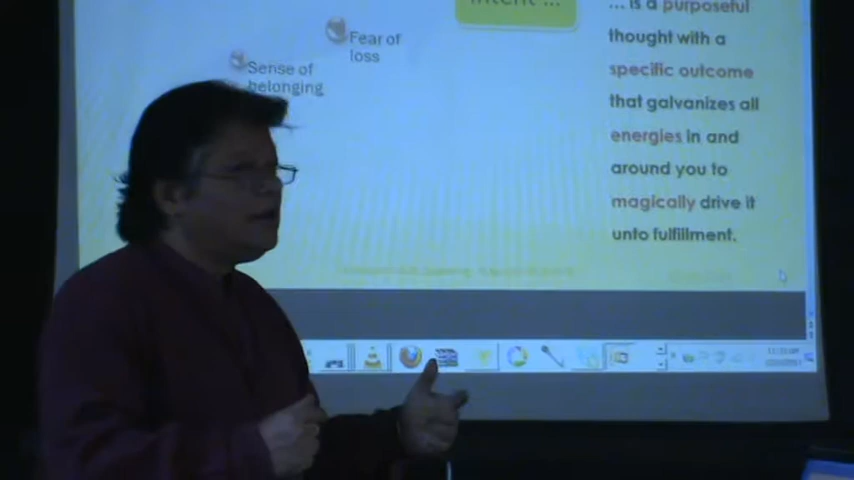 Intent ...
... is a purposeful
thought with a
specific outcome
that galvanizes all
energies in and
around you to
magically drive it
unto fulfillment.
Fear of
loss
Sense of
belonging